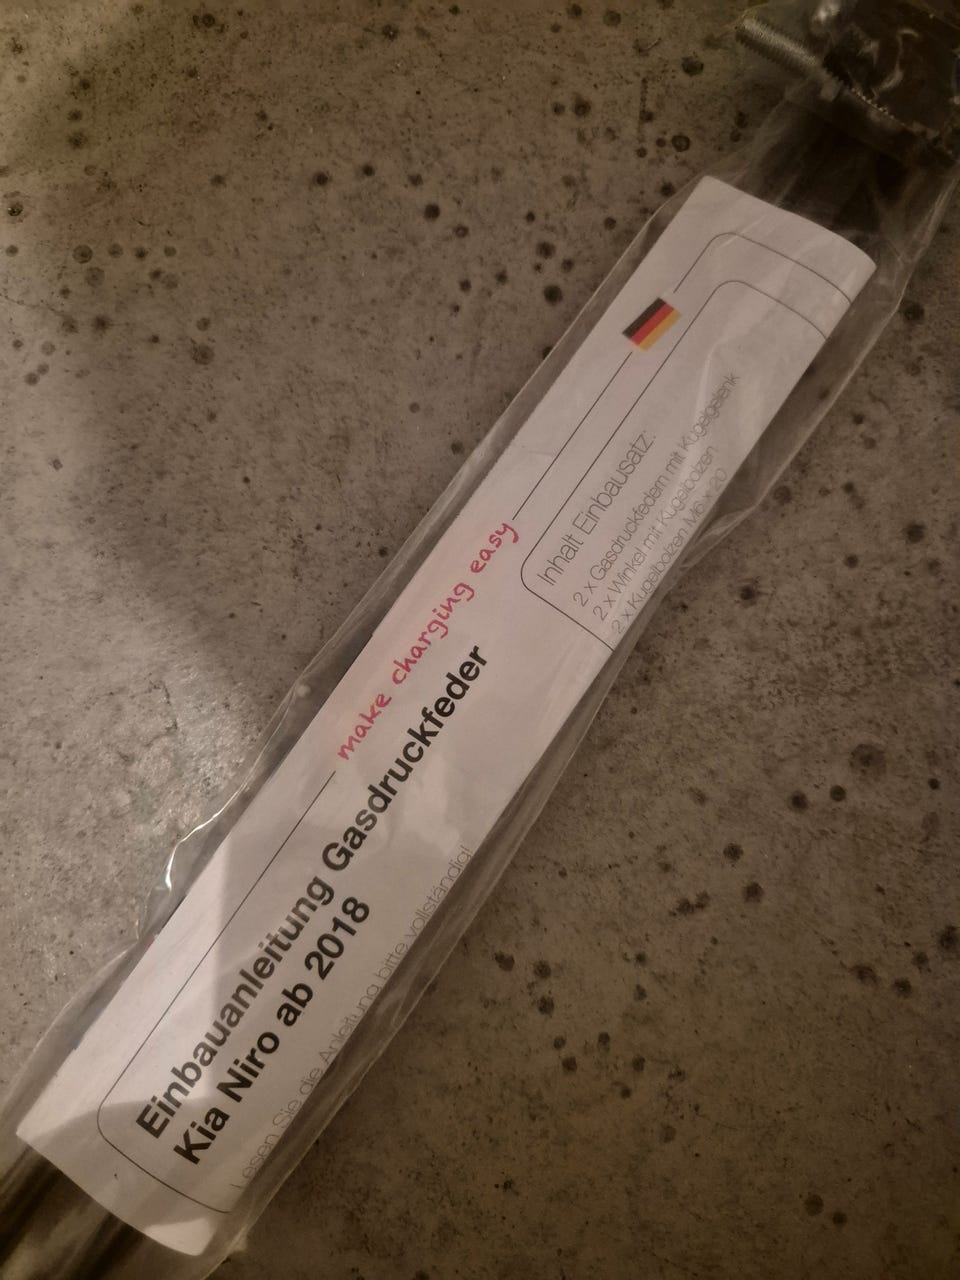 make charging easy
Einbauanleitung Gasdruckfeder
Kia Niro ab 2018
Lesen Sie die Anleitung bitte vollständig!
Inhalt Einbausatz:
2 x Gasdruckfedern mit Kugelgelenk
2 x Winkel mit Kugelbolzen
2 x Kugelbolzen M6 x 20